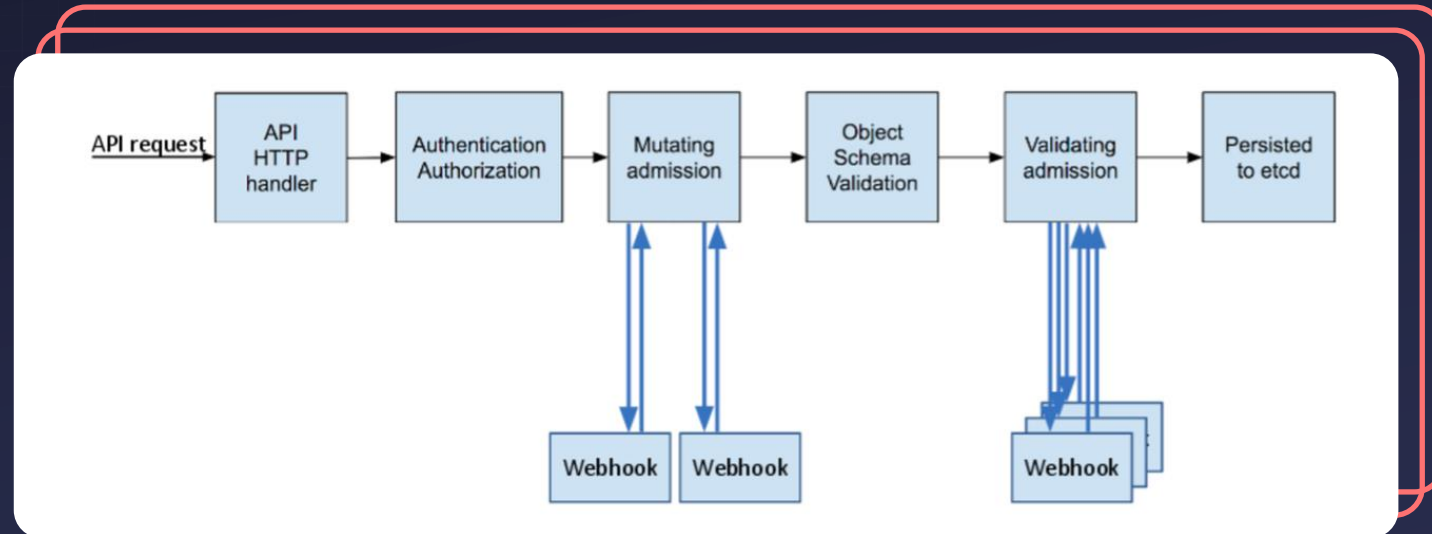 API request
API
HTTP
handler
Authentication
Authorization
Mutating
admission
Object
Schema
Validation
Validating
admission
Persisted
to etcd
Webhook
Webhook
Webhook